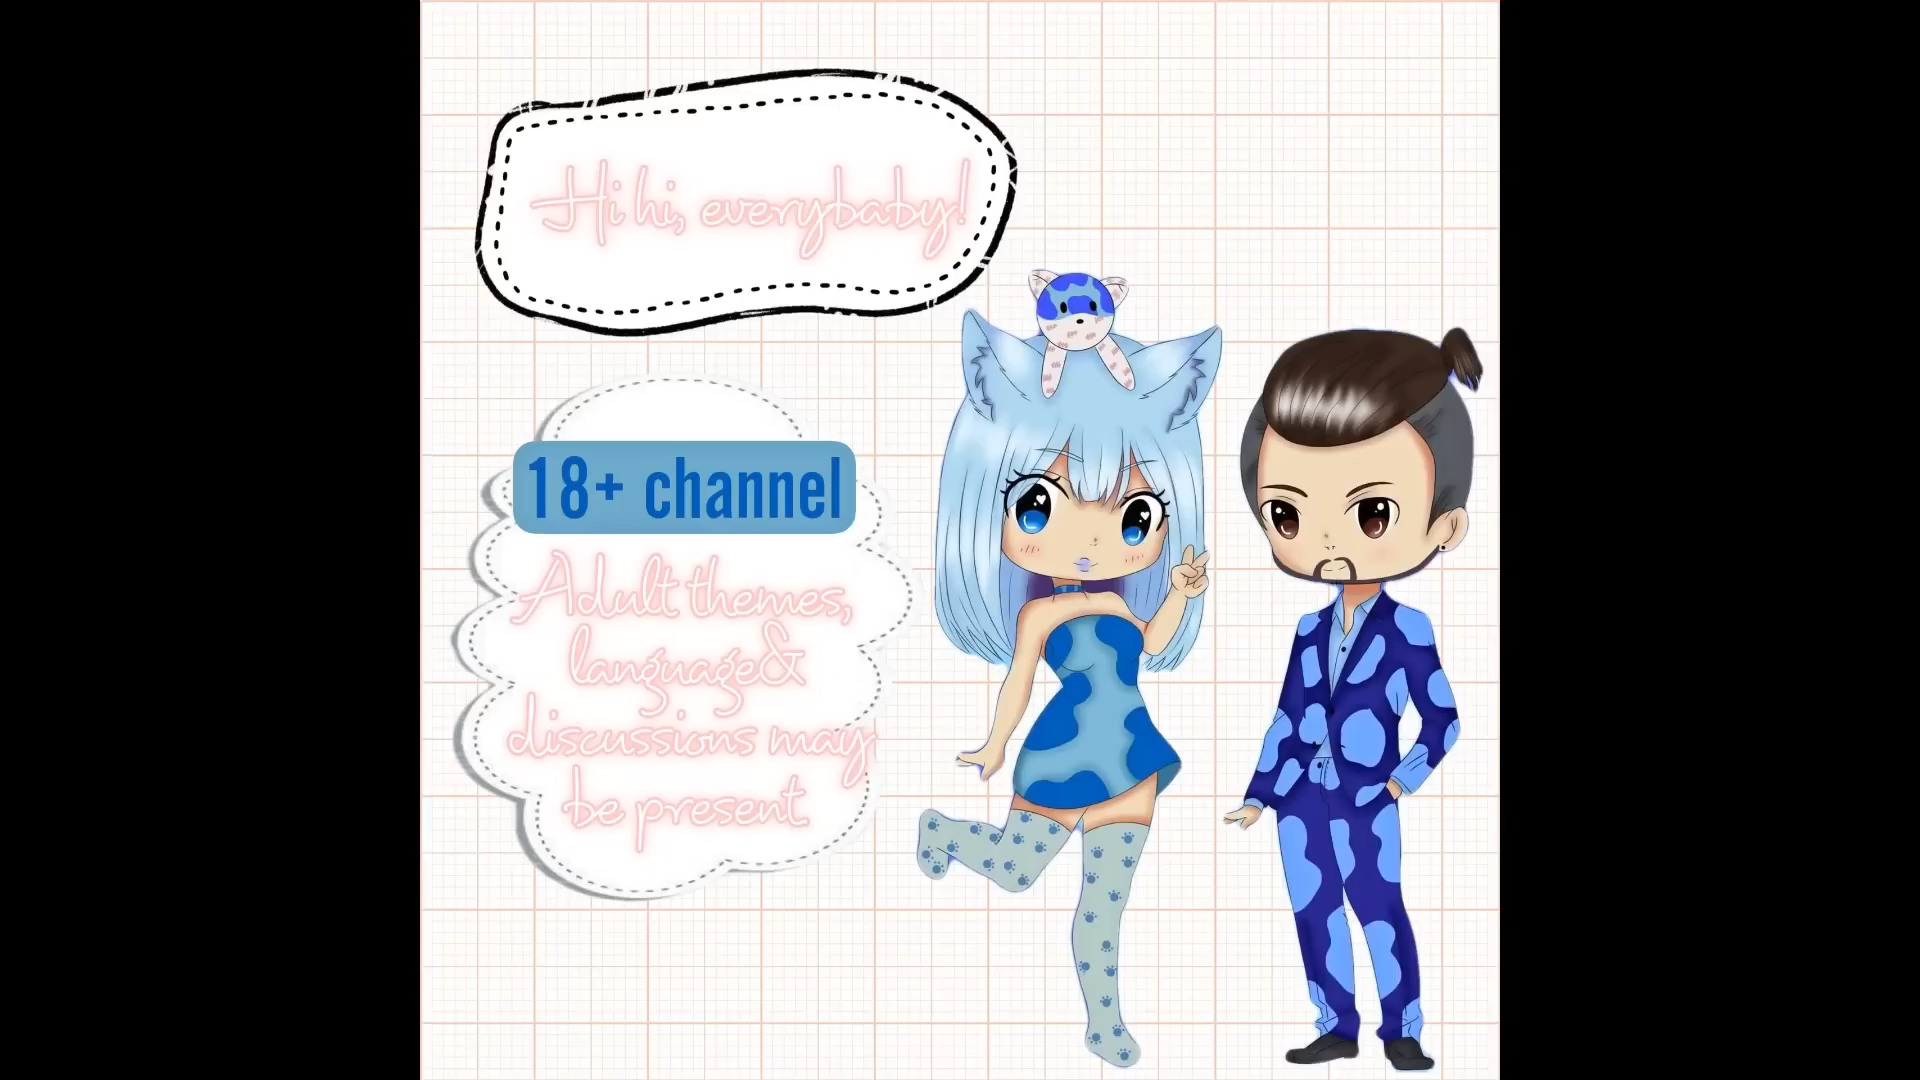 Hi hi, everybaby!
18+ channel
Adult themes,
language&
discussions may
be present.